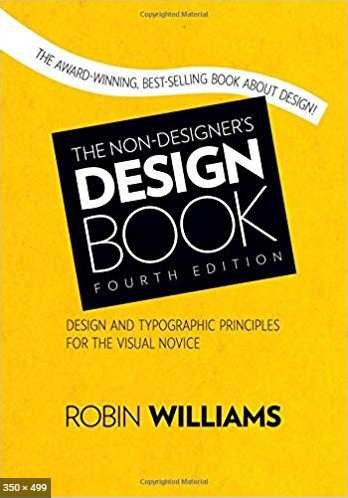 Copyrighted Material
THE AWARD-WINNING, BEST-SELLING BOOK ABOUT DESIGN!
THE NON-DESIGNER'S
DESIGN
BOOK
FOURTH EDITION
DESIGN AND TYPOGRAPHIC PRINCIPLES
FOR THE VISUAL NOVICE
ROBIN WILLIAMS
350 × 499
Copyrighted Material